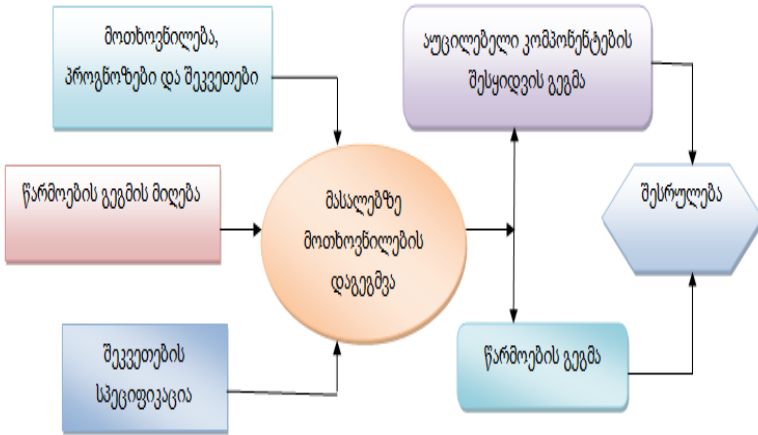 მოთხოვნილება,
პროგნოზები და შეკვეთები
წარმოების გეგმის მიღება
შეკვეთების
სპეციფიკაცია
მასალებზე
მოთხოვნილების
დაგეგმვა
აუცილებელი კომპონენტების
შესყიდვის გეგმა
წარმოების გეგმა
შესრულება